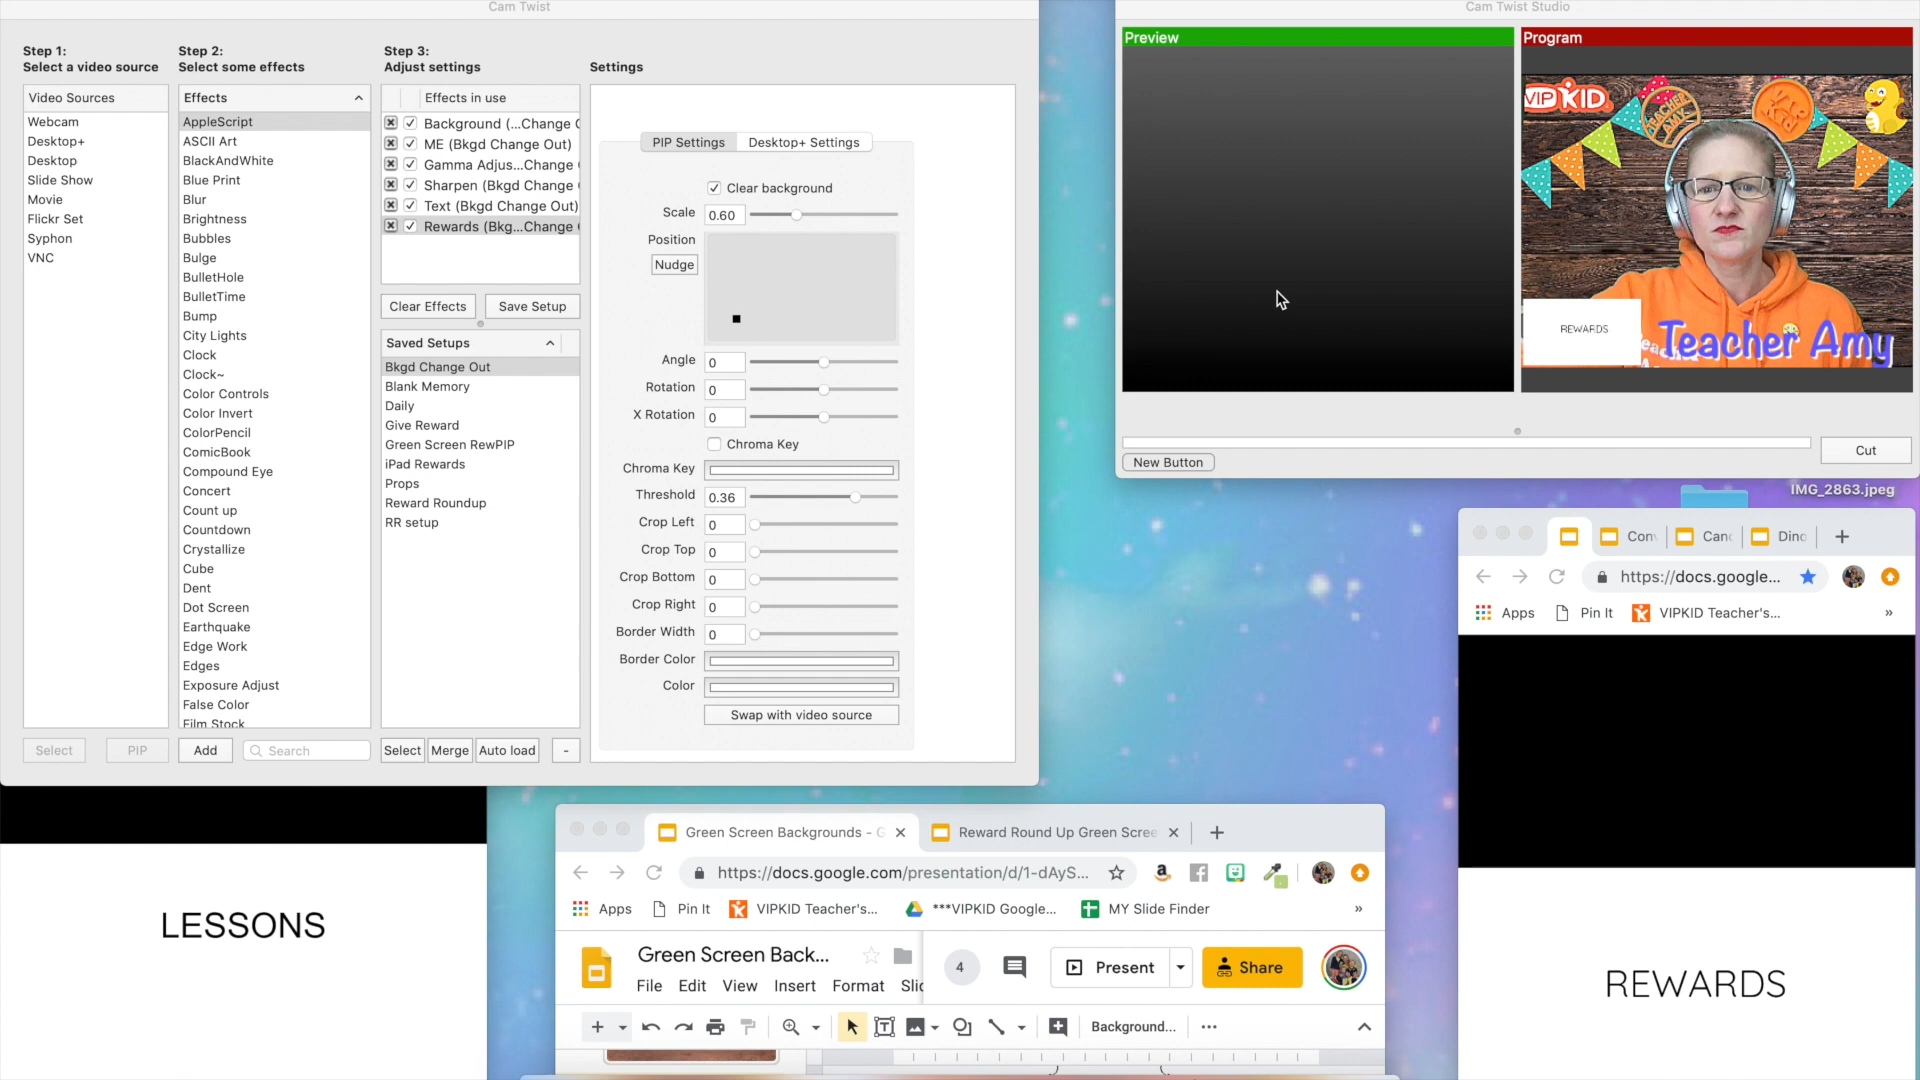 Cam Twist
Step 1:
Select a video source
Step 2:
Select some effects
Step 3:
Adjust settings
Settings
Video Sources
Webcam
Desktop+
Desktop
Slide Show
Movie
Flickr Set
Syphon
VNC
Select
PIP
Effects
AppleScript
ASCII Art
BlackAndWhite
Blue Print
Blur
Brightness
Bubbles
Bulge
BulletHole
BulletTime
Bump
City Lights
Clock
Clock~
Color Controls
Color Invert
ColorPencil
ComicBook
Compound Eye
Concert
Count up
Countdown
Crystallize
Cube
Dent
Dot Screen
Earthquake
Edge Work
Edges
Exposure Adjust
False Color
Film Stock
Add
Search
Effects in use
Background (...Change
ME (Bkgd Change Out)
Gamma Adjus...Change
Sharpen (Bkgd Change
Text (Bkgd Change Out)
Rewards (Bkg...Change
Clear Effects
Save Setup
Saved Setups
Bkgd Change Out
Blank Memory
Daily
Give Reward
Green Screen RewPIP
iPad Rewards
Props
Reward Roundup
RR setup
Select
Merge
Auto load
-
PIP Settings
Desktop+ Settings
Clear background
Scale
0.60
Position
Nudge
Angle
0
Rotation
0
X Rotation
0
Chroma Key
Chroma Key
Threshold
0.36
Crop Left
0
Crop Top
0
Crop Bottom
0
Crop Right
0
Border Width
0
Border Color
Color
Swap with video source
Cam Twist Studio
Preview
Program
VIPKID
TEACHER
AMY
REWARDS
Teacher Amy
Cut
New Button
IMG_2863.jpeg
Con
Canc
Dino
https://docs.google...
Apps
Pin It
VIPKID Teacher's...
»
REWARDS
LESSONS
Green Screen Backgrounds - G
Reward Round Up Green Scree
https://docs.google.com/presentation/d/1-dAyS...
Apps
Pin It
VIPKID Teacher's...
***VIPKID Google...
MY Slide Finder
»
Green Screen Back...
File
Edit
View
Insert
Format
Slid
4
Present
Share
Background...